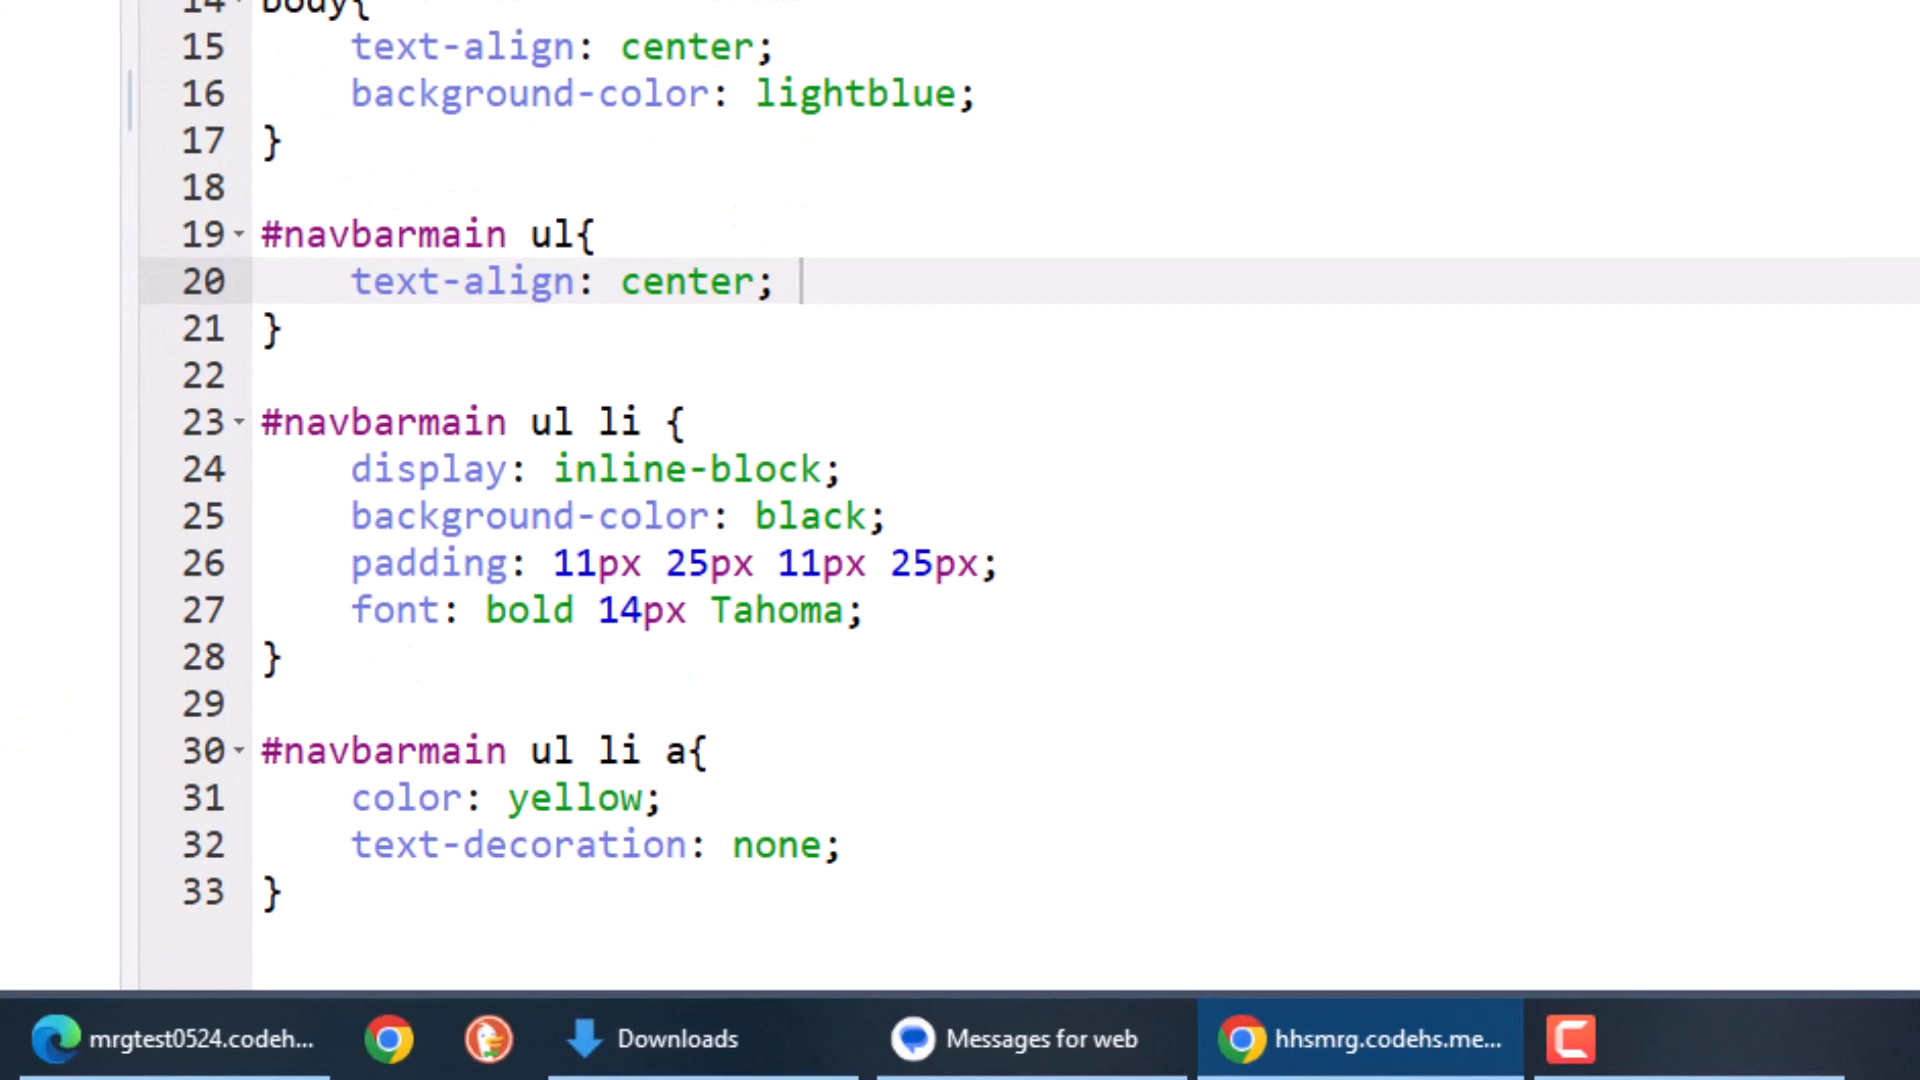 14 body{
15 text-align: center;
16 background-color: lightblue;
17 }
18
19 #navbarmain ul{
20 text-align: center;
21 }
22
23 #navbarmain ul li {
24 display: inline-block;
25 background-color: black;
26 padding: 11px 25px 11px 25px;
27 font: bold 14px Tahoma;
28 }
29
30 #navbarmain ul li a{
31 color: yellow;
32 text-decoration: none;
33 }
mrgtest0524.codeh... Downloads Messages for web hhsmrg.codehs.me...